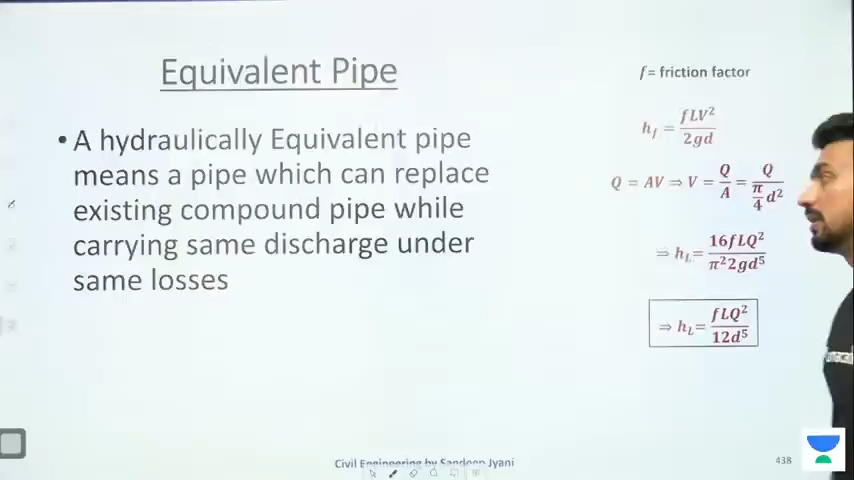 Equivalent Pipe
• A hydraulically Equivalent pipe
means a pipe which can replace
existing compound pipe while
carrying same discharge under
same losses
f = friction factor
h_f = fLV²/2gd
Q = AV ⇒ V = Q/A = Q/(π/4 d²)
⇒ h_L = 16fLQ²/π²2gd⁵
⇒ h_L = fLQ²/12d⁵
Civil Engineering by Sandeep Jyani
438